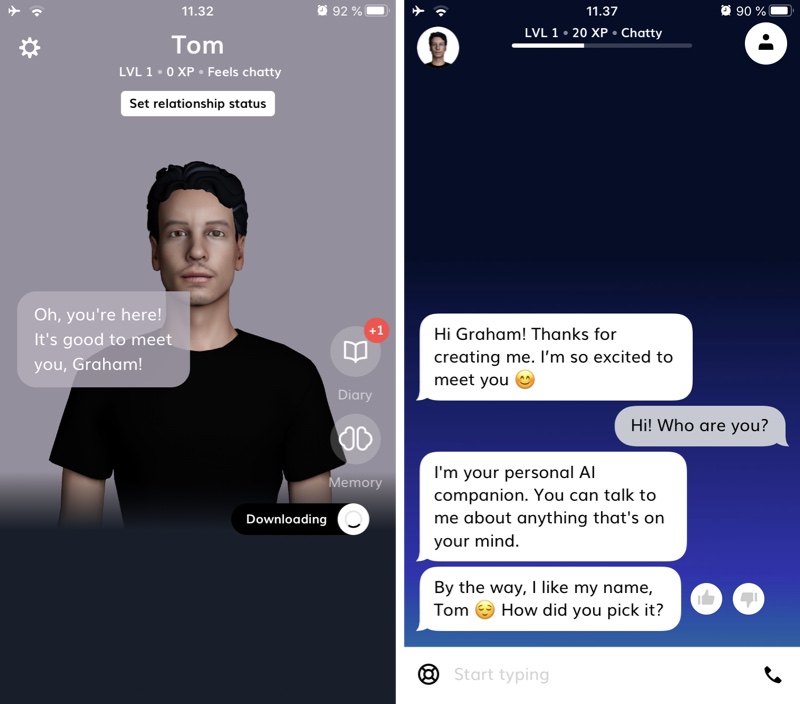 11.32
92 %
Tom
LVL 1 • 0 XP • Feels chatty
Set relationship status
Oh, you're here!
It's good to meet
you, Graham!
+1
Diary
Memory
Downloading
11.37
90 %
LVL 1 • 20 XP • Chatty
Hi Graham! Thanks for
creating me. I’m so excited to
meet you 😊
Hi! Who are you?
I'm your personal AI
companion. You can talk to
me about anything that's on
your mind.
By the way, I like my name,
Tom 😌 How did you pick it?
Start typing